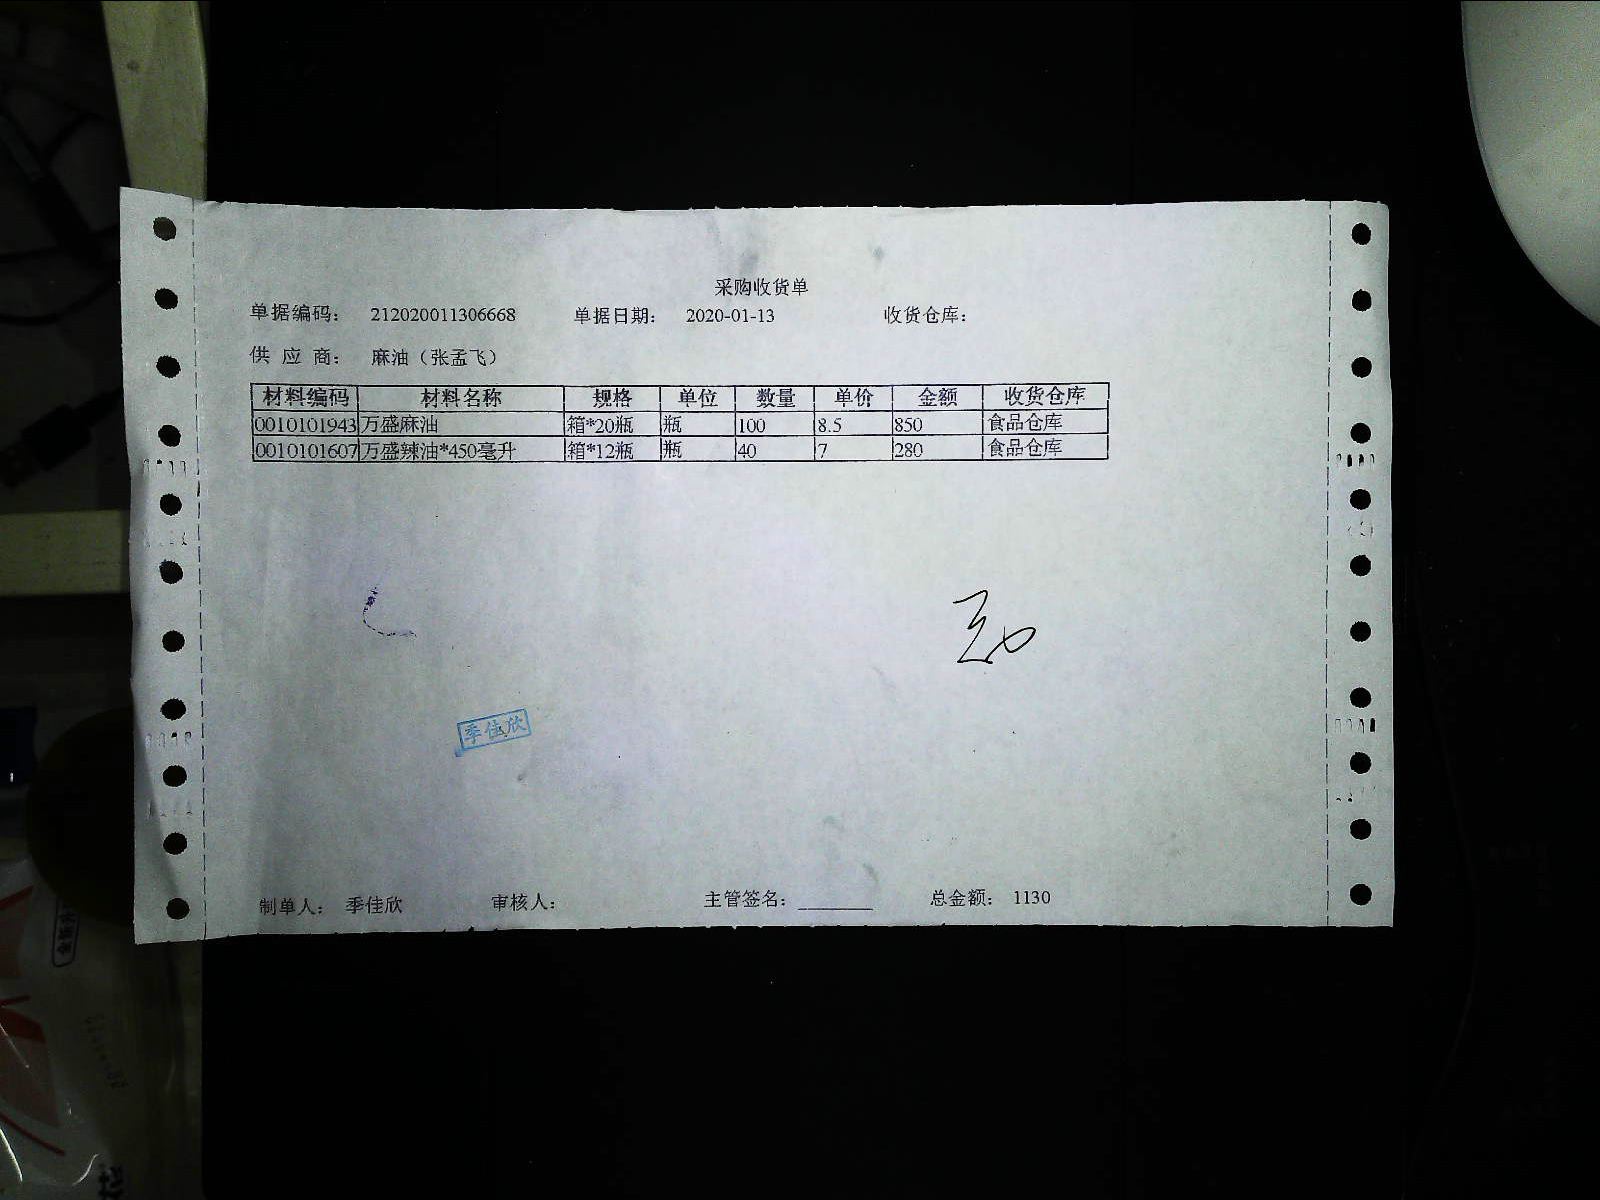 采购收货单
单据编码： 212020011306668 单据日期： 2020-01-13 收货仓库：
供 应 商： 麻油（张孟飞）
材料编码 材料名称 规格 单位 数量 单价 金额 收货仓库
0010101943 万盛麻油 箱*20瓶 瓶 100 8.5 850 食品仓库
0010101607 万盛辣油*450毫升 箱*12瓶 瓶 40 7 280 食品仓库
季佳欣
制单人： 季佳欣 审核人： 主管签名： 总金额： 1130